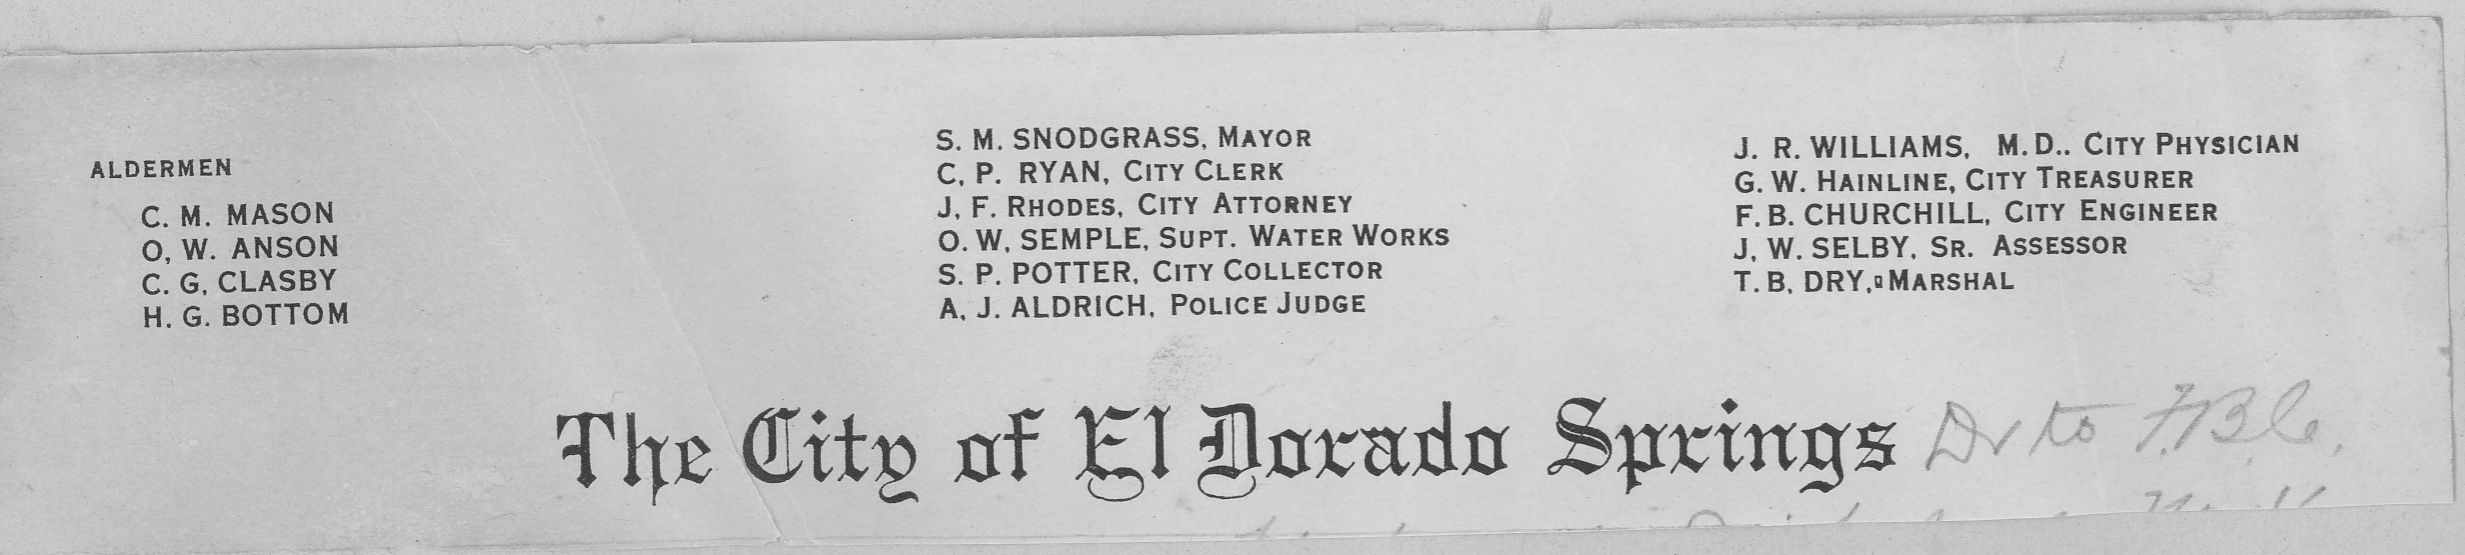 ALDERMEN
C. M. MASON
O, W. ANSON
C. G, CLASBY
H. G. BOTTOM
S. M. SNODGRASS, MAYOR
C, P. RYAN, CITY CLERK
J, F. RHODES, CITY ATTORNEY
O. W, SEMPLE, SUPT. WATER WORKS
S. P. POTTER, CITY COLLECTOR
A, J. ALDRICH, POLICE JUDGE
J. R. WILLIAMS, M. D.. CITY PHYSICIAN
G. W. HAINLINE, CITY TREASURER
F. B. CHURCHILL, CITY ENGINEER
J, W. SELBY, SR. ASSESSOR
T. B, DRY, MARSHAL
The City of El Dorado Springs Dr to F.B.C.